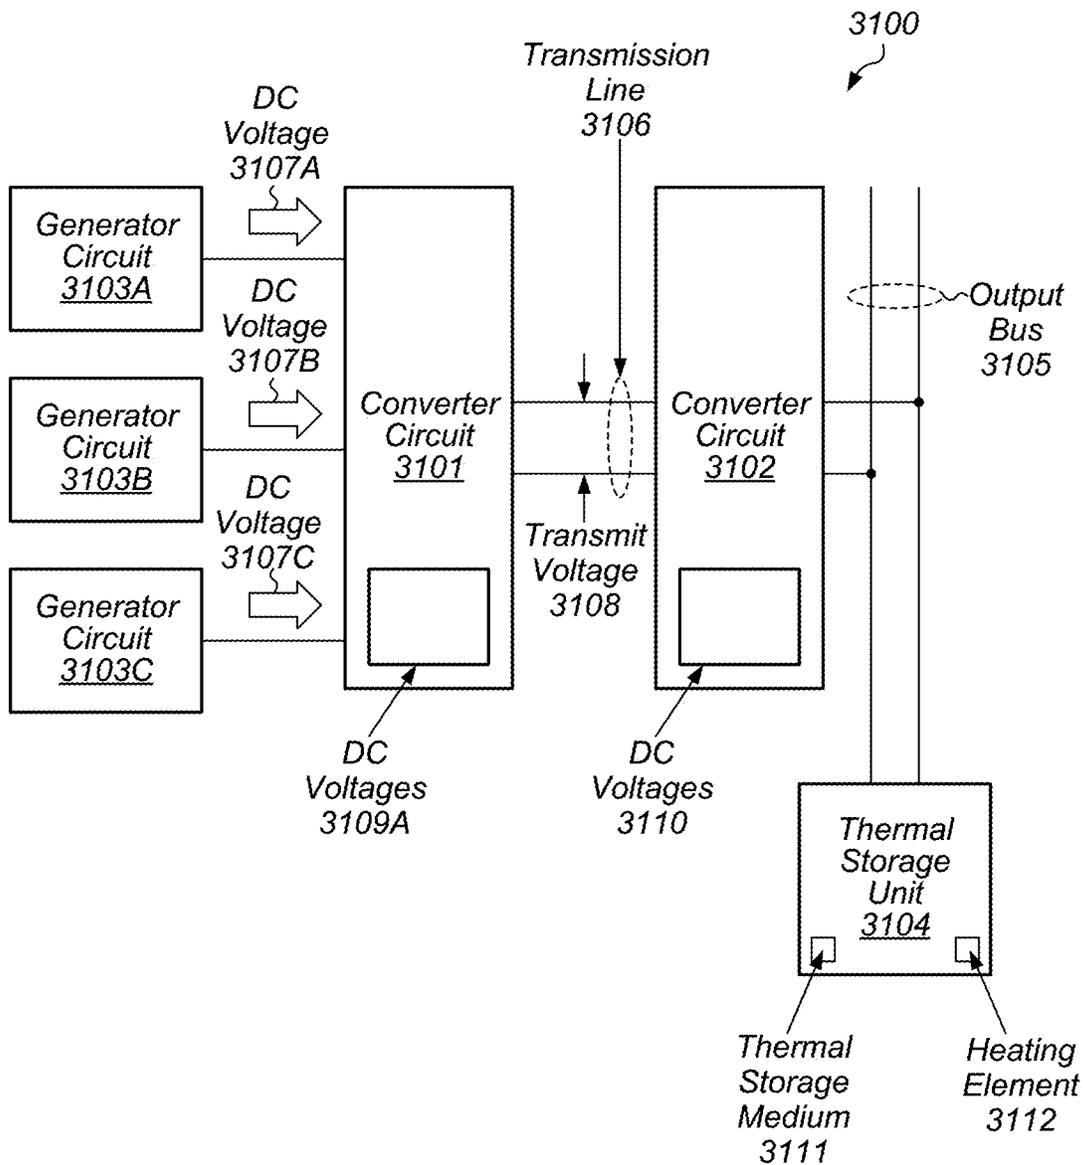 3100
Transmission
Line
3106
DC
Voltage
3107A
Generator
Circuit
3103A
DC
Voltage
3107B
Output
Bus
3105
Generator
Circuit
3103B
Converter
Circuit
3101
Converter
Circuit
3102
DC
Voltage
3107C
Transmit
Voltage
3108
Generator
Circuit
3103C
DC
Voltages
3109A
DC
Voltages
3110
Thermal
Storage
Unit
3104
Thermal
Storage
Medium
3111
Heating
Element
3112